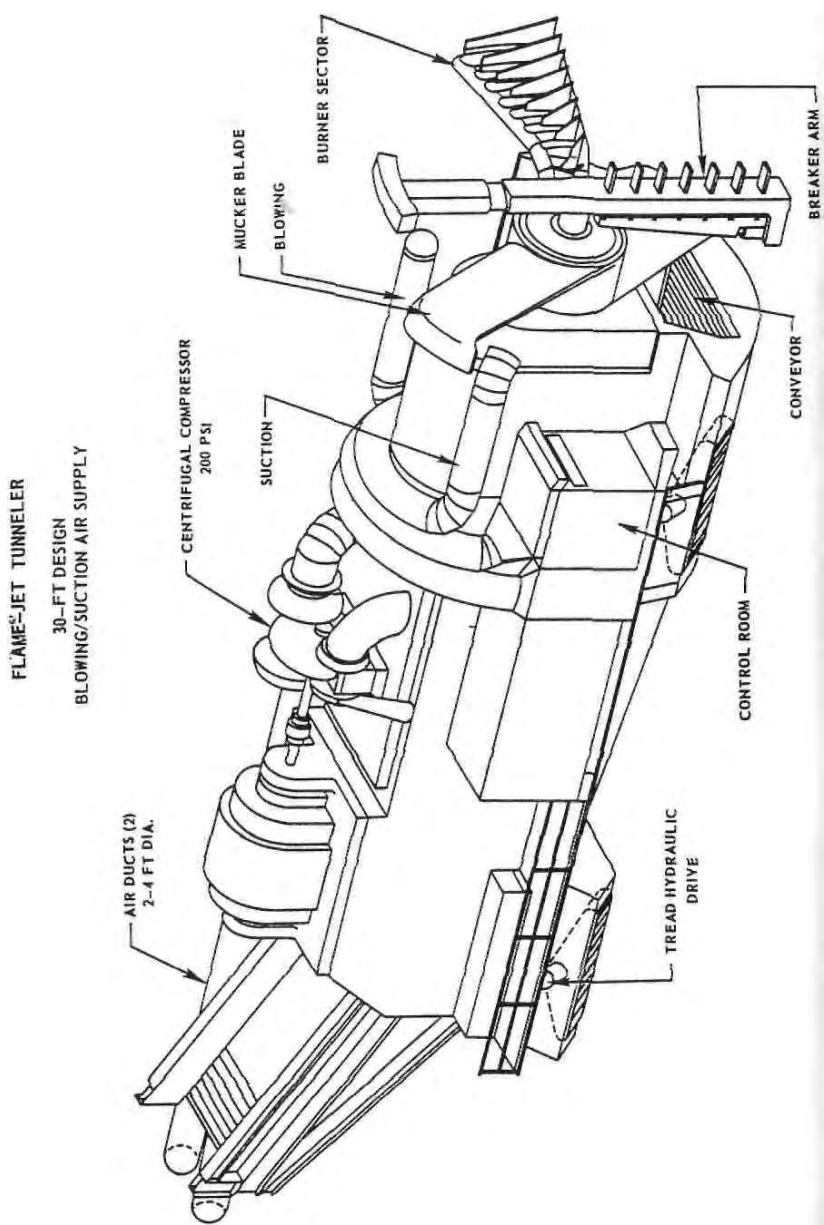 FLAME-JET TUNNELER
30-FT DESIGN
BLOWING/SUCTION AIR SUPPLY
AIR DUCTS (2)
2-4 FT DIA.
CENTRIFUGAL COMPRESSOR
200 PSI
SUCTION
MUCKER BLADE
BLOWING
BURNER SECTOR
TREAD HYDRAULIC
DRIVE
CONTROL ROOM
CONVEYOR
BREAKER ARM